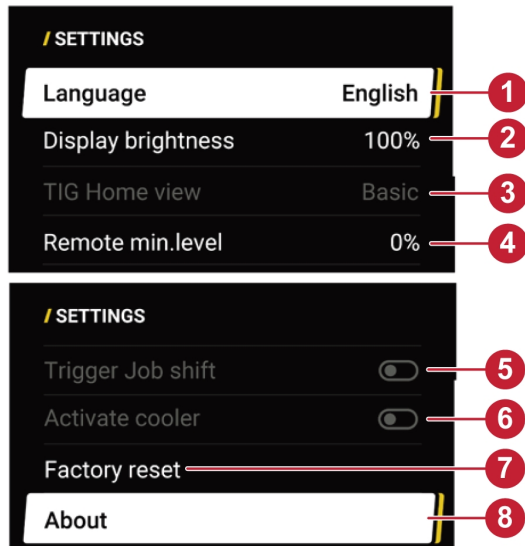 / SETTINGS
Language English 1
Display brightness 100% 2
TIG Home view Basic 3
Remote min.level 0% 4
/ SETTINGS
Trigger Job shift 5
Activate cooler 6
Factory reset 7
About 8